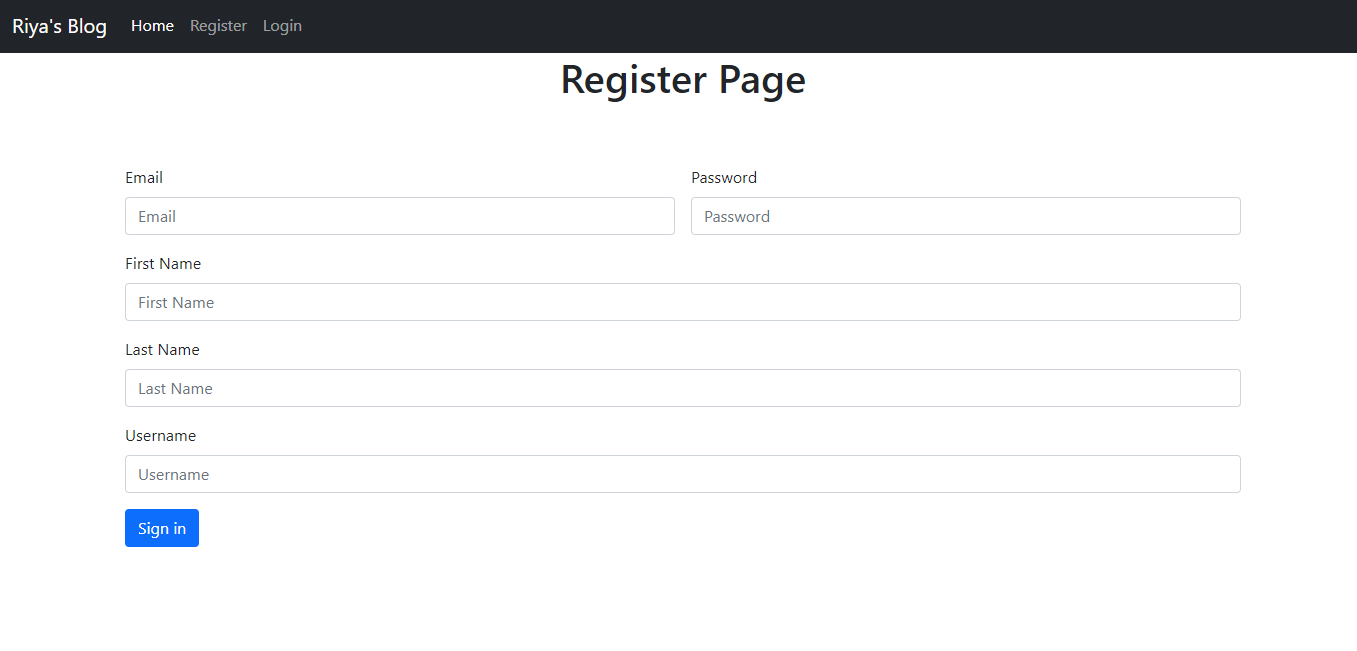 Riya's Blog Home Register Login
Register Page
Email Password
Email Password
First Name
First Name
Last Name
Last Name
Username
Username
Sign in